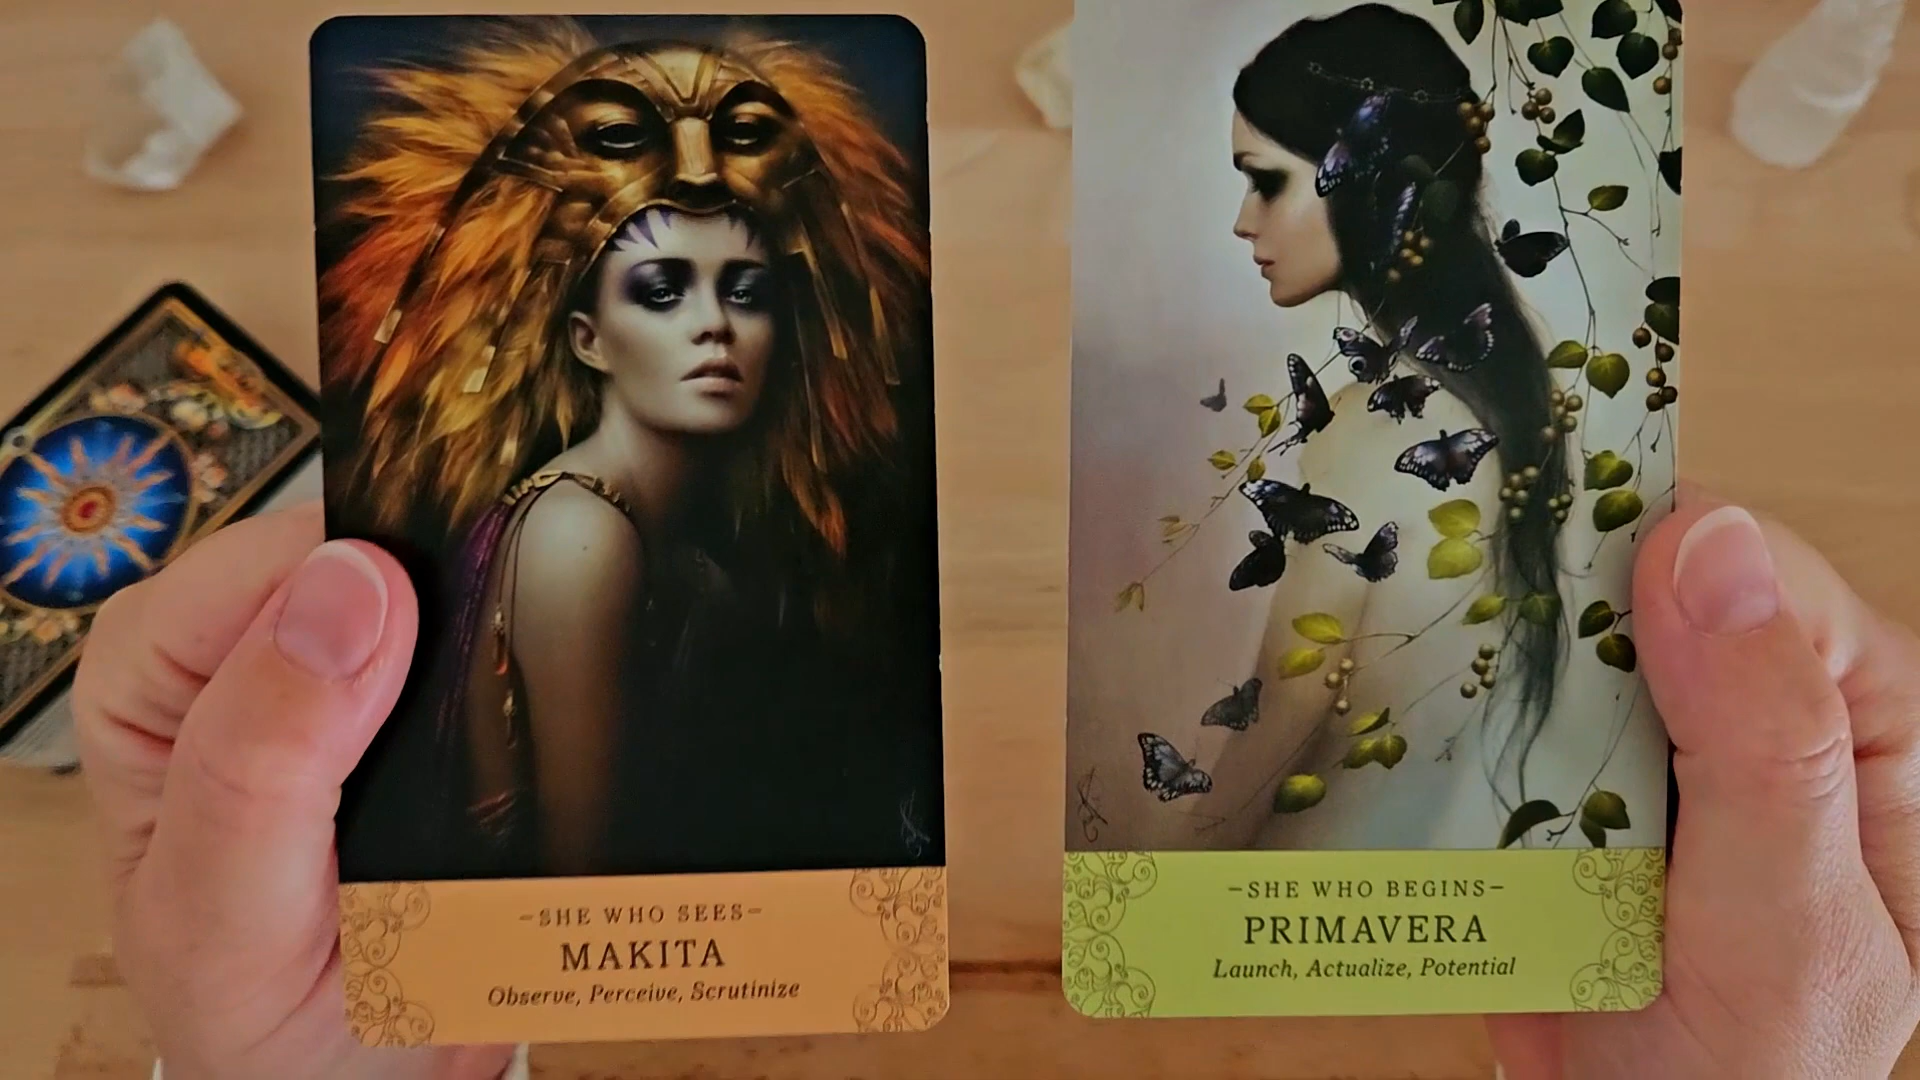 –SHE WHO SEES–
MAKITA
Observe, Perceive, Scrutinize
–SHE WHO BEGINS–
PRIMAVERA
Launch, Actualize, Potential